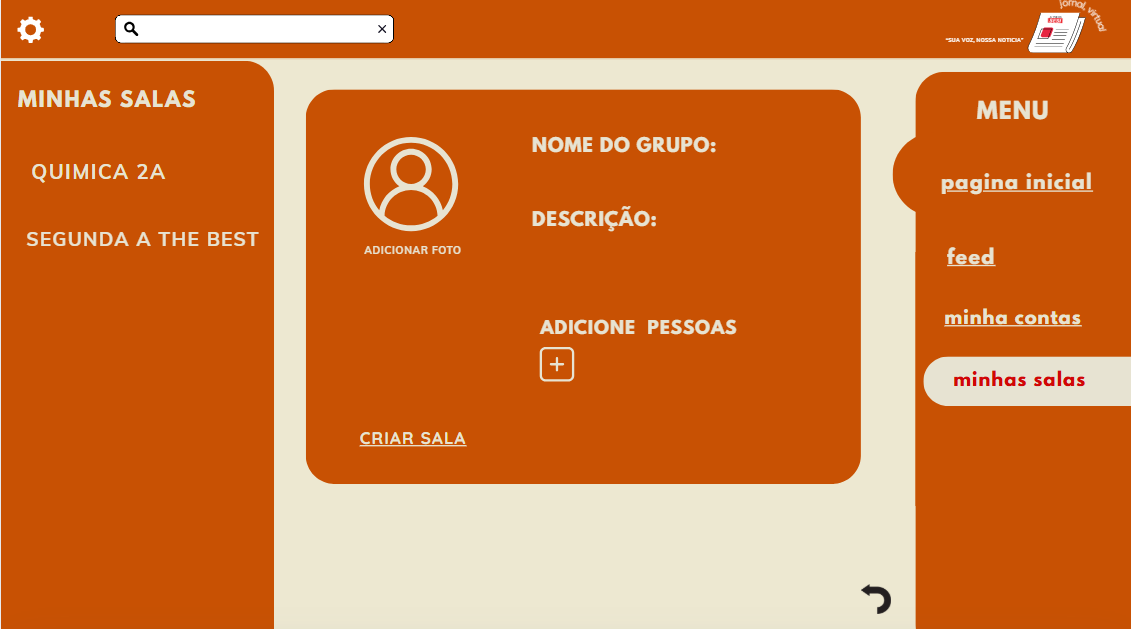 jornal virtual
"SUA VOZ, NOSSA NOTICIA"
MINHAS SALAS
QUIMICA 2A
SEGUNDA A THE BEST
NOME DO GRUPO:
DESCRIÇÃO:
ADICIONAR FOTO
ADICIONE PESSOAS
CRIAR SALA
MENU
pagina inicial
feed
minha contas
minhas salas